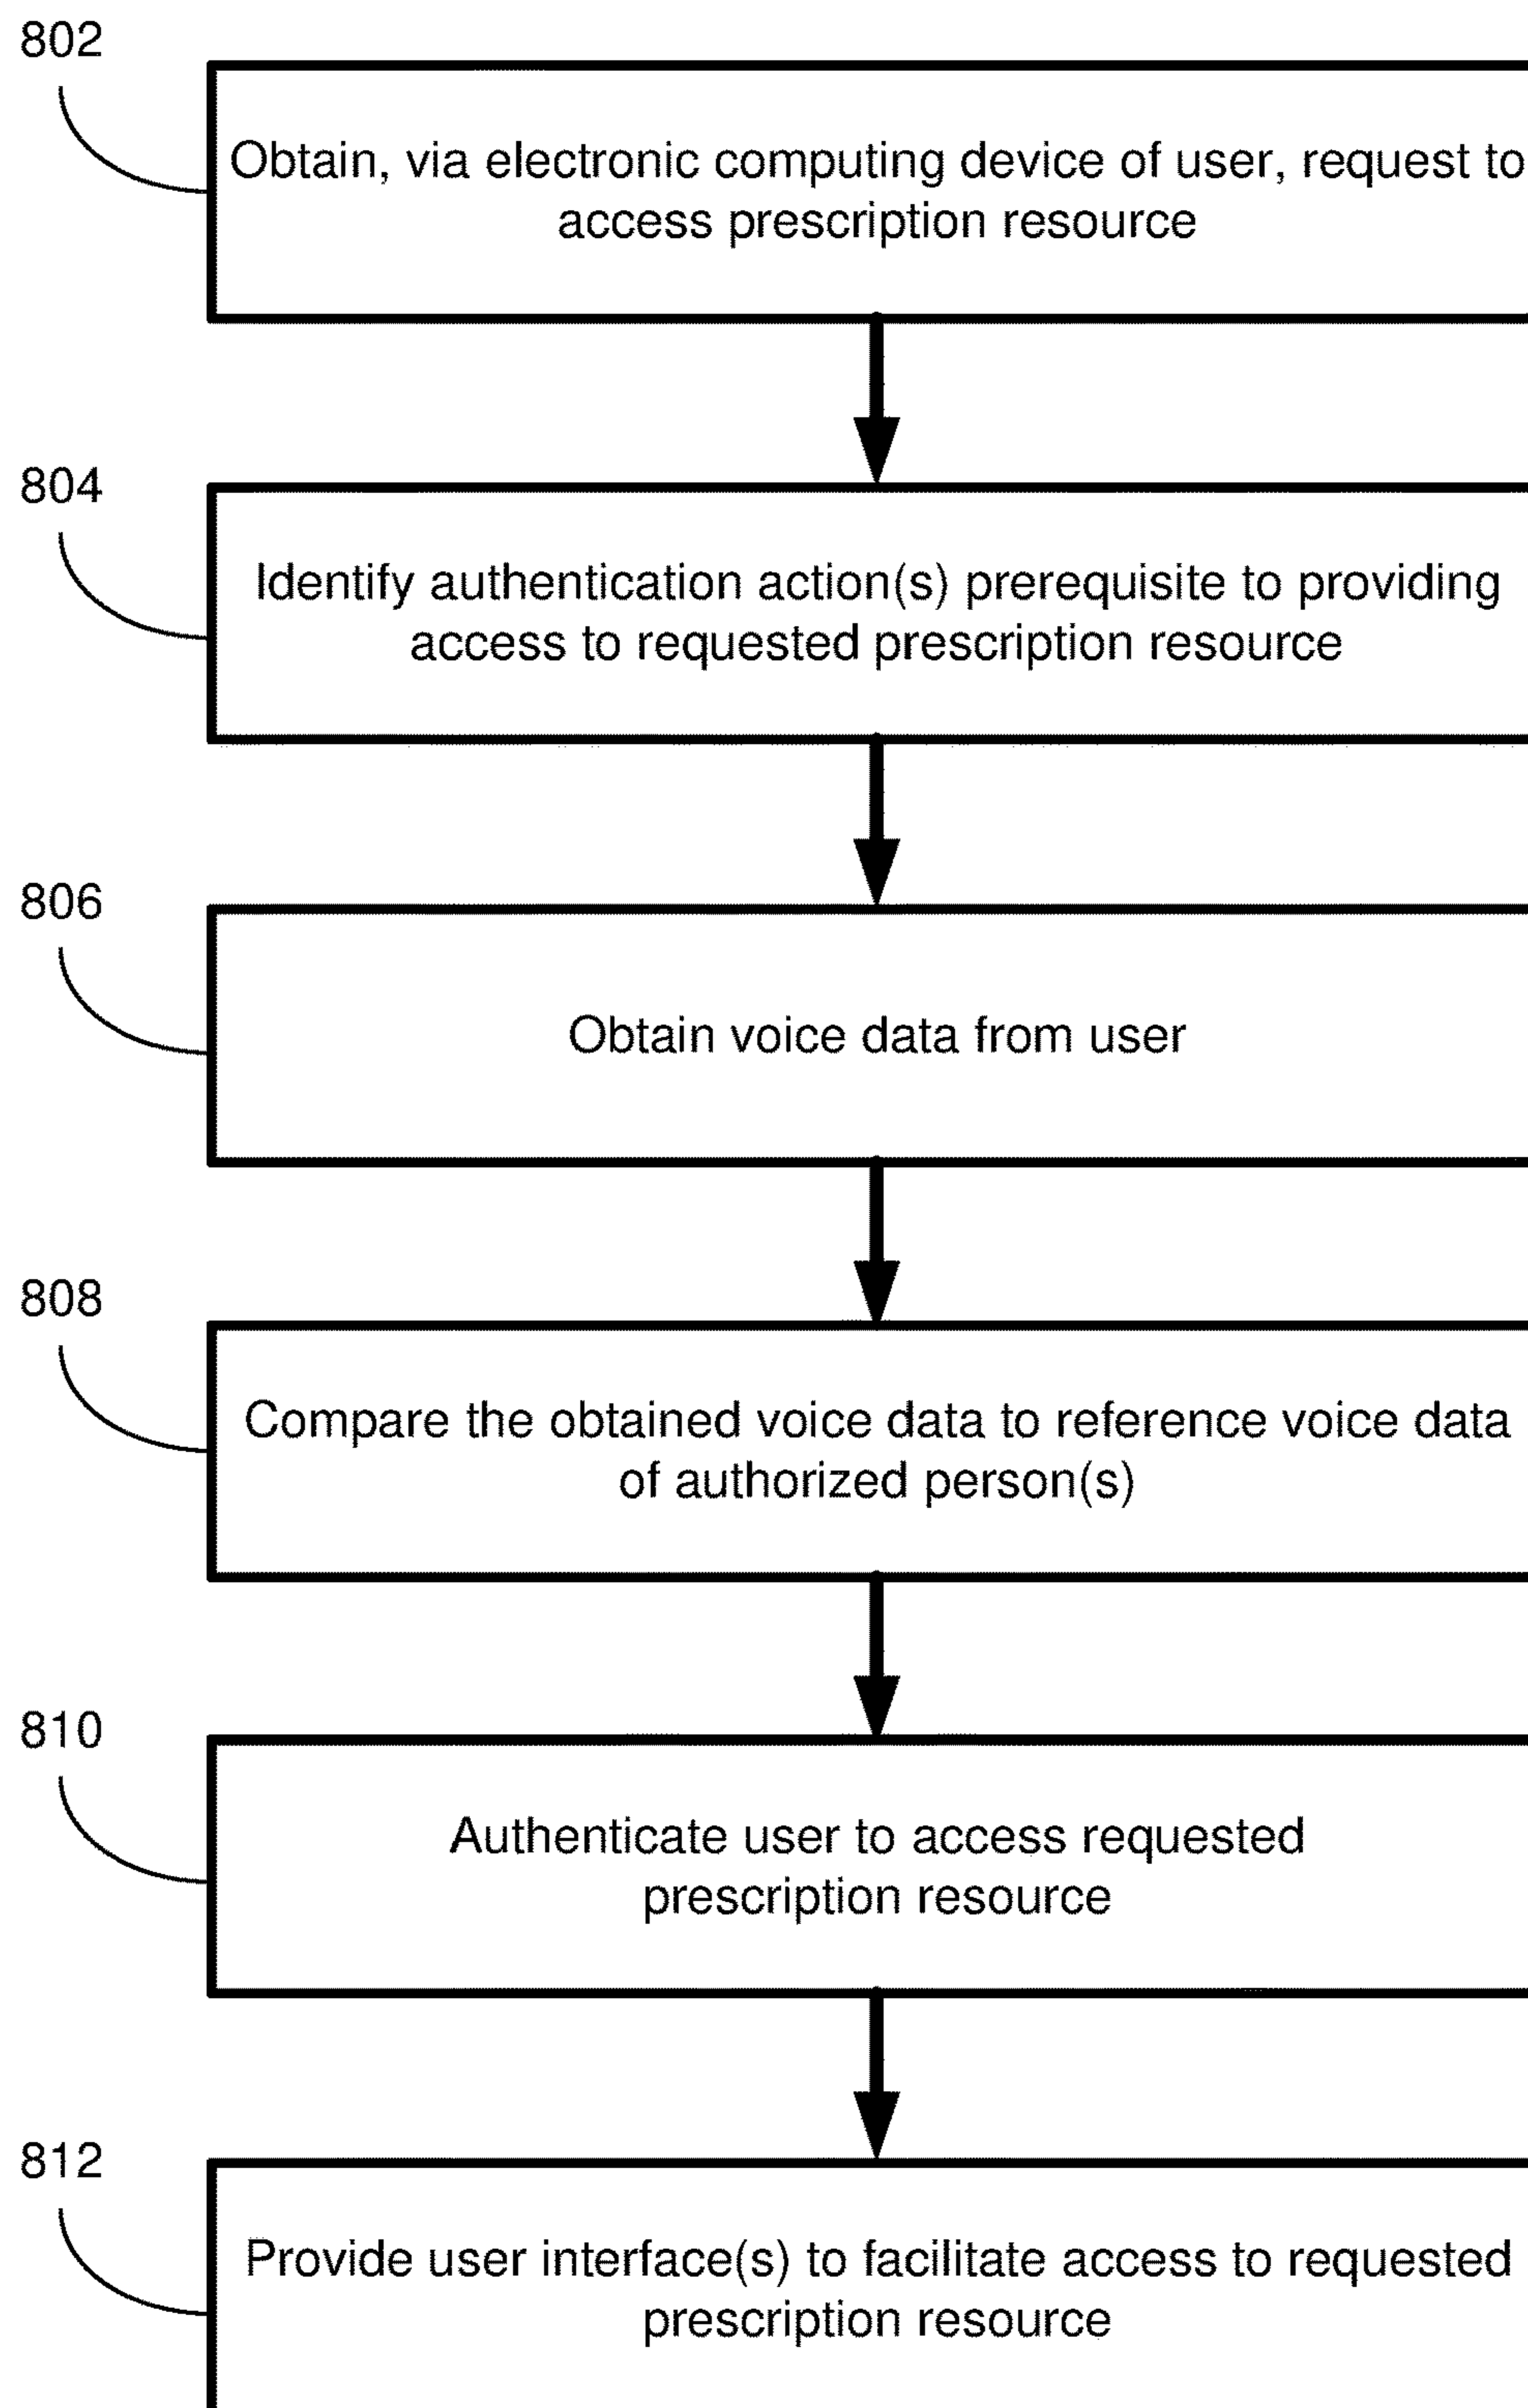 802
Obtain, via electronic computing device of user, request to
access prescription resource
804
Identify authentication action(s) prerequisite to providing
access to requested prescription resource
806
Obtain voice data from user
808
Compare the obtained voice data to reference voice data
of authorized person(s)
810
Authenticate user to access requested
prescription resource
812
Provide user interface(s) to facilitate access to requested
prescription resource